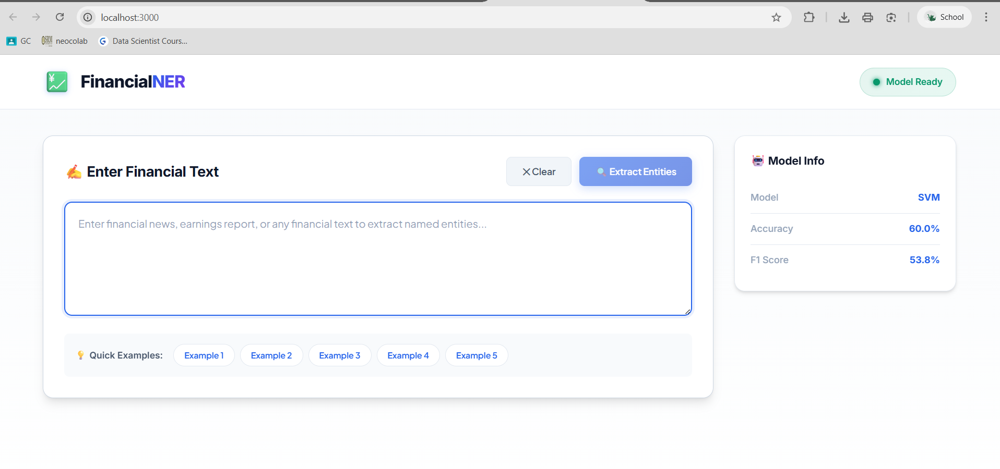 localhost:3000
School
GC
neocolab
Data Scientist Cours...
FinancialNER
Model Ready
Enter Financial Text
Clear
Extract Entities
Enter financial news, earnings report, or any financial text to extract named entities...
Quick Examples:
Example 1
Example 2
Example 3
Example 4
Example 5
Model Info
Model
SVM
Accuracy
60.0%
F1 Score
53.8%